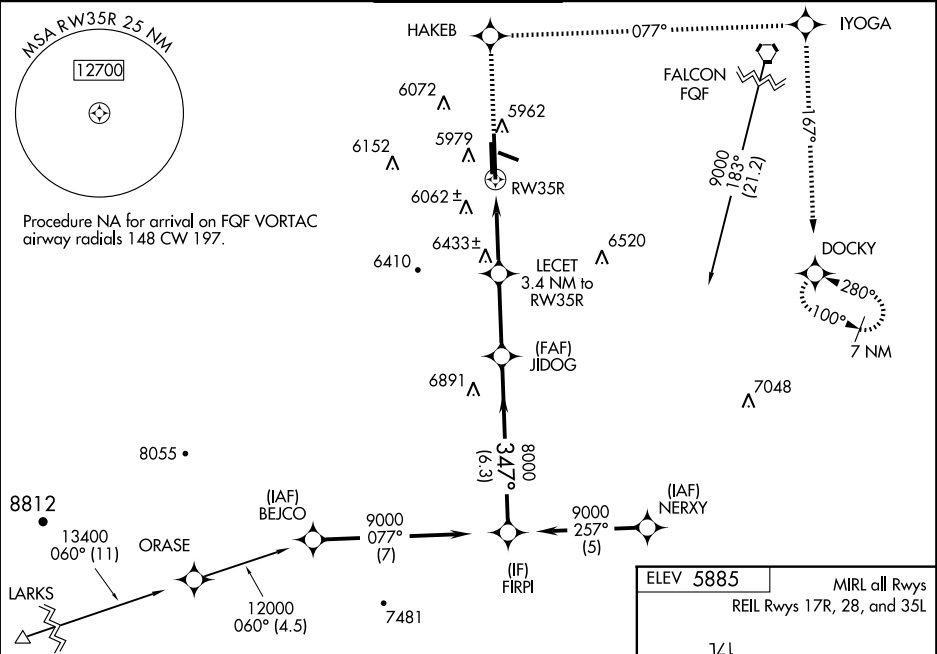 MSA RW35R 25 NM
12700
Procedure NA for arrival on FQF VORTAC
airway radials 148 CW 197.
HAKEB
077°
IYOGA
FALCON
FQF
6072
5962
6152
5979
167°
9000
183°
(21.2)
RW35R
6062 ±
DOCKY
6433±
6520
6410
LECET
3.4 NM to
RW35R
280°
100°
7 NM
(FAF)
JIDOG
6891
7048
8000
347°
(6.3)
8055
8812
(IAF)
BEJCO
9000
077°
(7)
9000
257°
(5)
(IAF)
NERXY
13400
060° (11)
ORASE
(IF)
FIRPI
LARKS
12000
060° (4.5)
7481
ELEV 5885
MIRL all Rwys
REIL Rwys 17R, 28, and 35L
17L